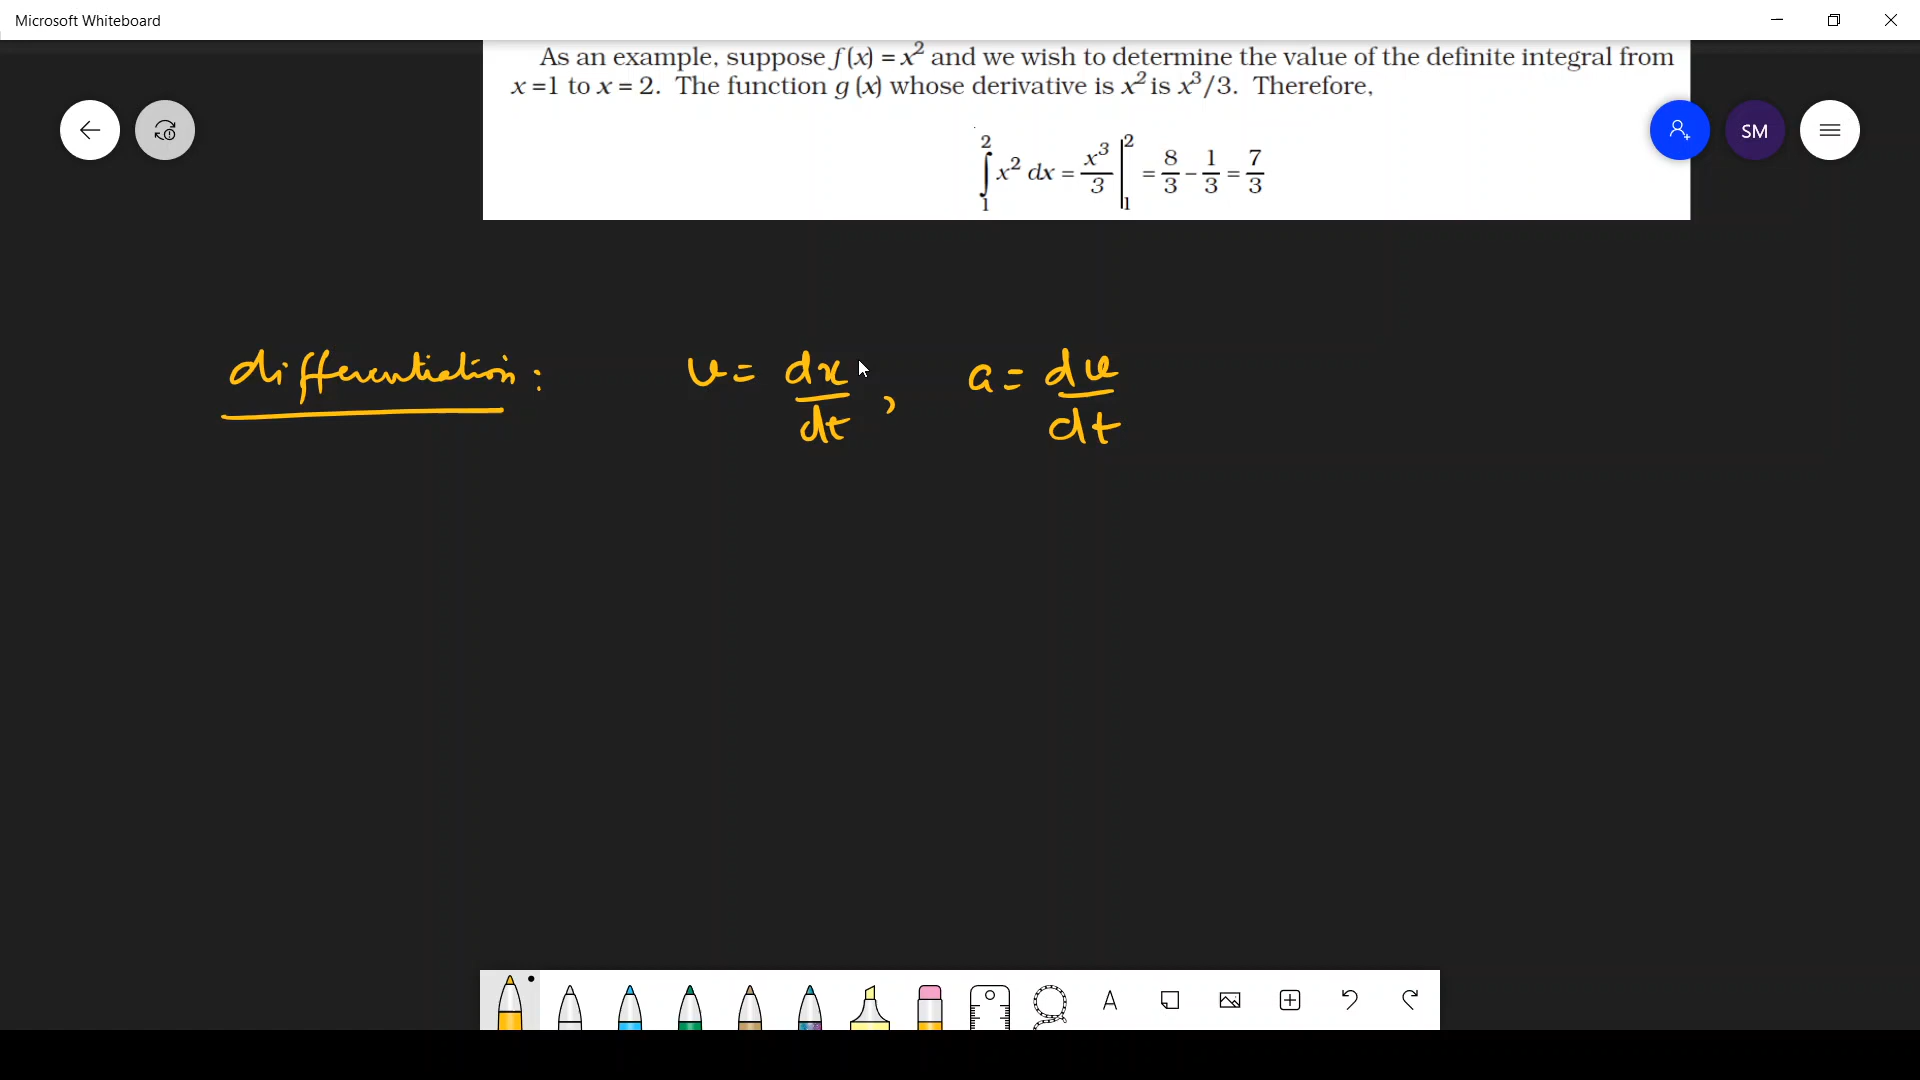 Microsoft Whiteboard
As an example, suppose f (x) = x² and we wish to determine the value of the definite integral from
x =1 to x = 2. The function g (x) whose derivative is x² is x³/3. Therefore,
∫₁² x² dx = x³/3 |₁² = 8/3 − 1/3 = 7/3
SM
differentiation : v = dx/dt , a = dv/dt
A